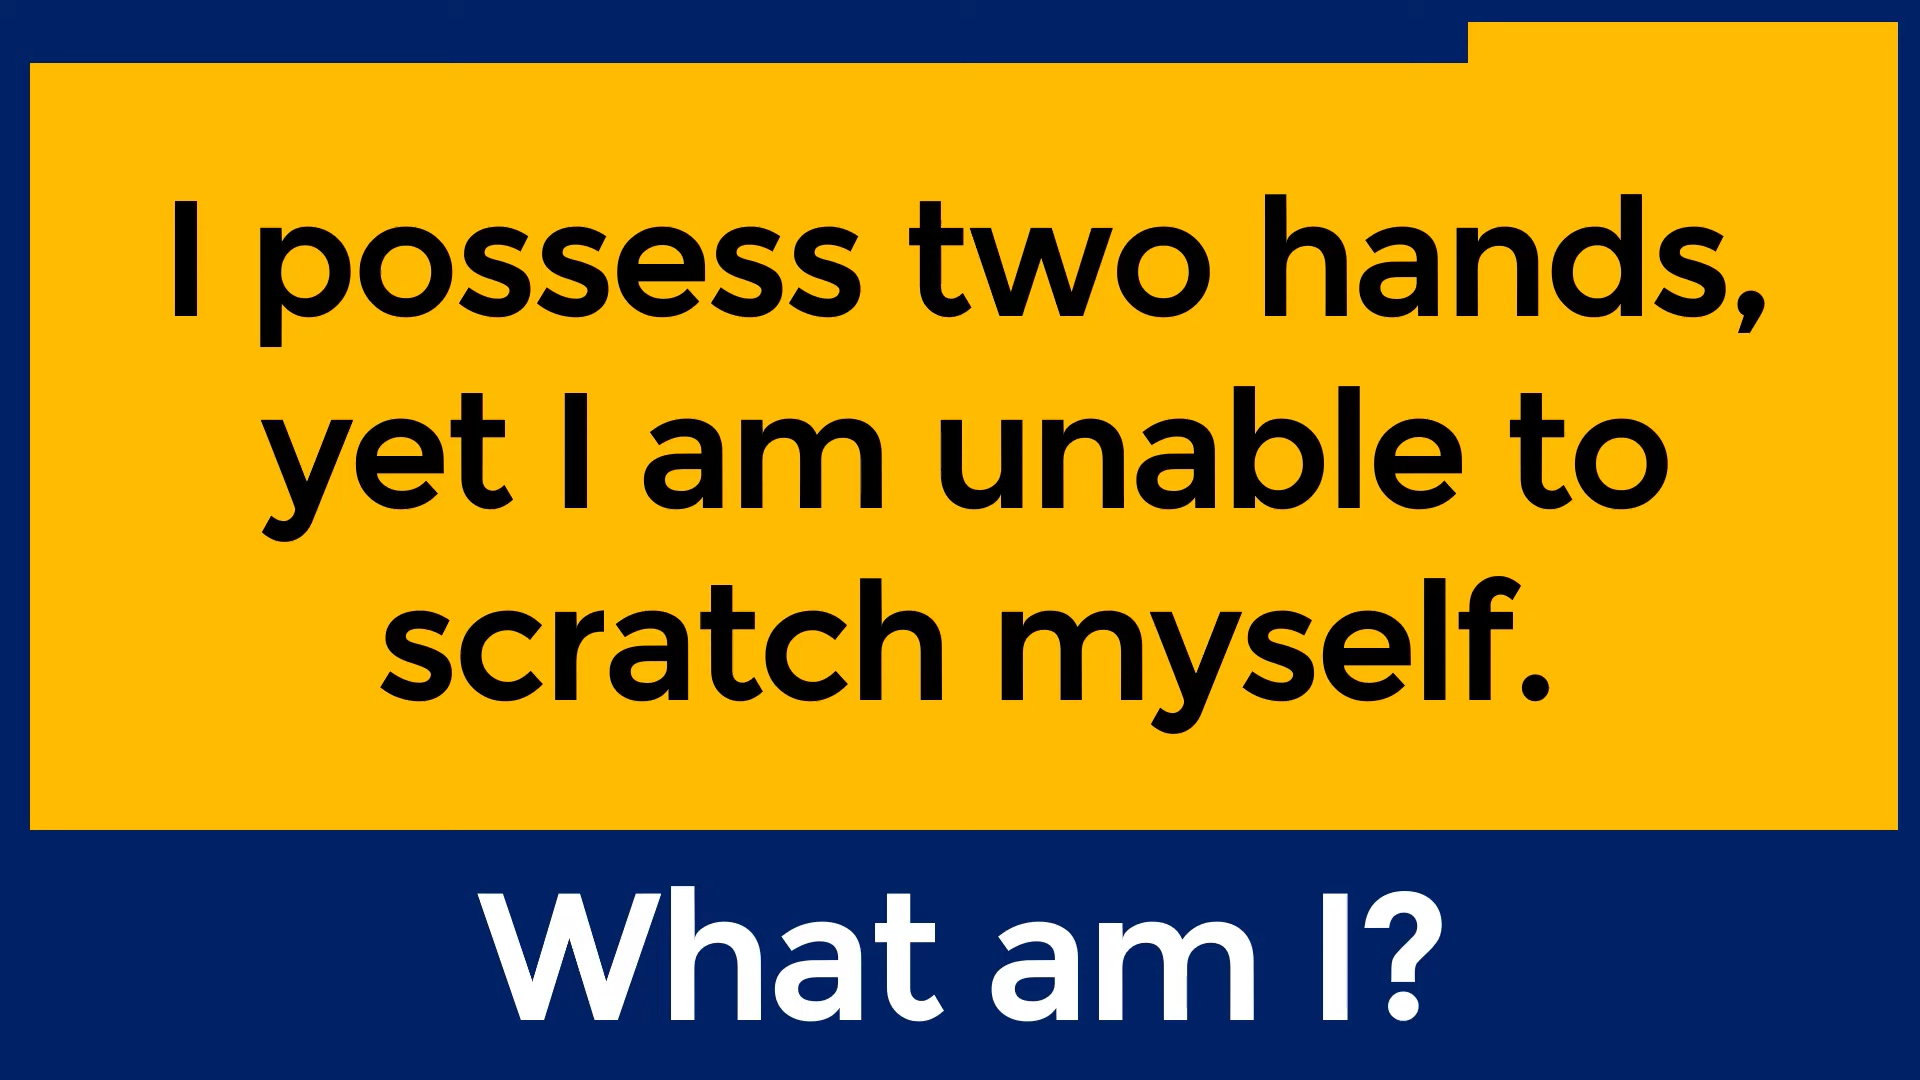 I possess two hands,
yet I am unable to
scratch myself.
What am I?